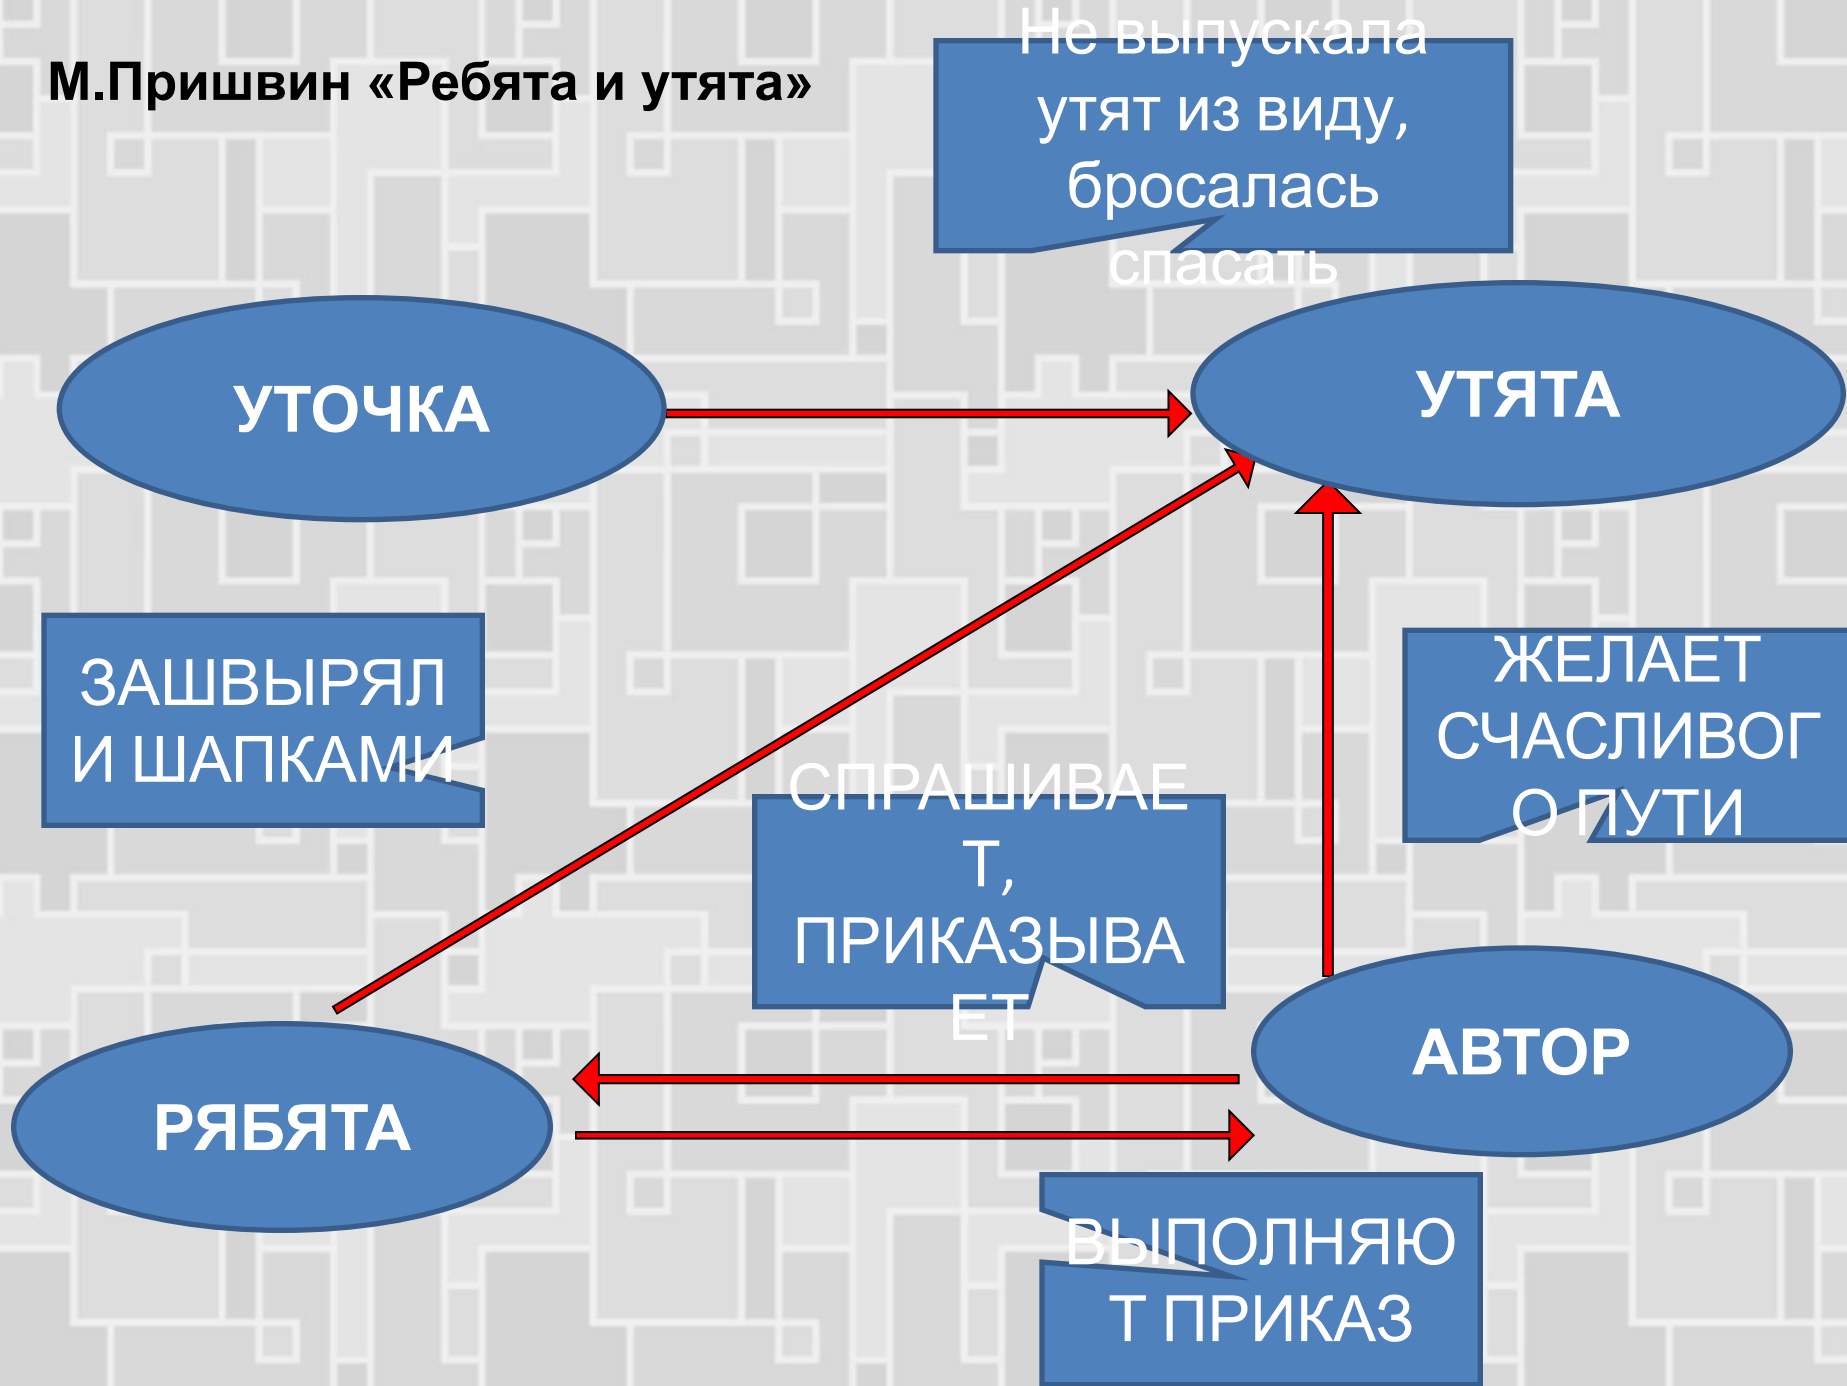 М.Пришвин «Ребята и утята»
Не выпускала
утят из виду,
бросалась
спасать
УТОЧКА
УТЯТА
ЗАШВЫРЯЛ
И ШАПКАМИ
ЖЕЛАЕТ
СЧАСЛИВОГ
О ПУТИ
СПРАШИВАЕ
Т,
ПРИКАЗЫВА
ЕТ
АВТОР
РЯБЯТА
ВЫПОЛНЯЮ
Т ПРИКАЗ